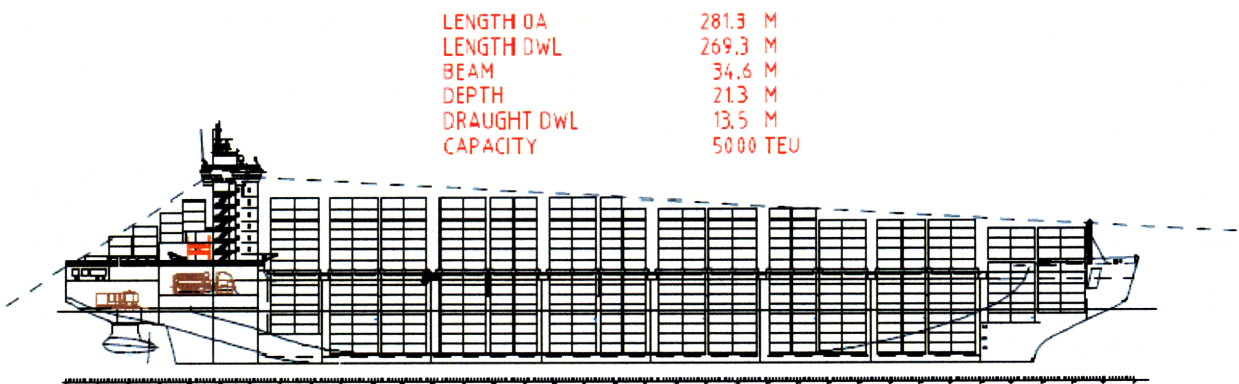 LENGTH OA 281.3 M
LENGTH DWL 269.3 M
BEAM 34.6 M
DEPTH 21.3 M
DRAUGHT DWL 13.5 M
CAPACITY 5000 TEU